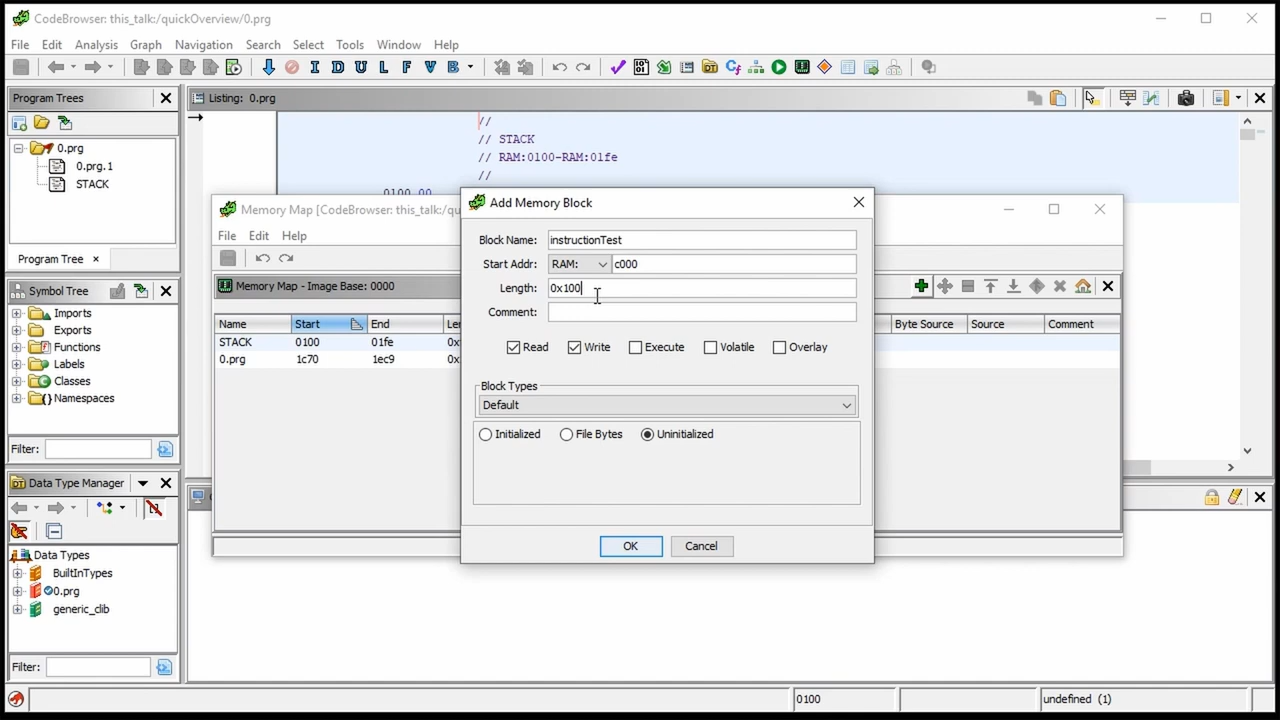 CodeBrowser: this_talk:/quickOverview/0.prg
File Edit Analysis Graph Navigation Search Select Tools Window Help
I D U L F V B
Program Trees
Listing: 0.prg
0.prg
0.prg.1
STACK
Program Tree ×
//
// STACK
// RAM:0100-RAM:01fe
//
0100 00
Memory Map [CodeBrowser: this_talk:/qu
File Edit Help
Memory Map - Image Base: 0000
Name Start End Byte Source Source Comment
STACK 0100 01fe 0x
0.prg 1c70 1ec9 0x
Add Memory Block
Block Name: instructionTest
Start Addr: RAM: c000
Length: 0x100
Comment:
Read Write Execute Volatile Overlay
Block Types
Default
Initialized File Bytes Uninitialized
OK Cancel
Symbol Tree
Imports
Exports
Functions
Labels
Classes
Namespaces
Filter:
Data Type Manager
Data Types
BuiltInTypes
0.prg
generic_clib
Filter:
0100 undefined (1)